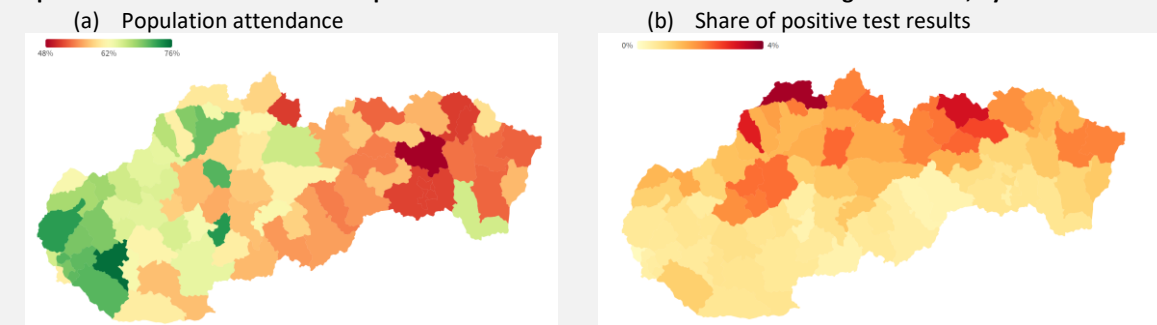 (a) Population attendance
(b) Share of positive test results
48%
62%
76%
0%
4%